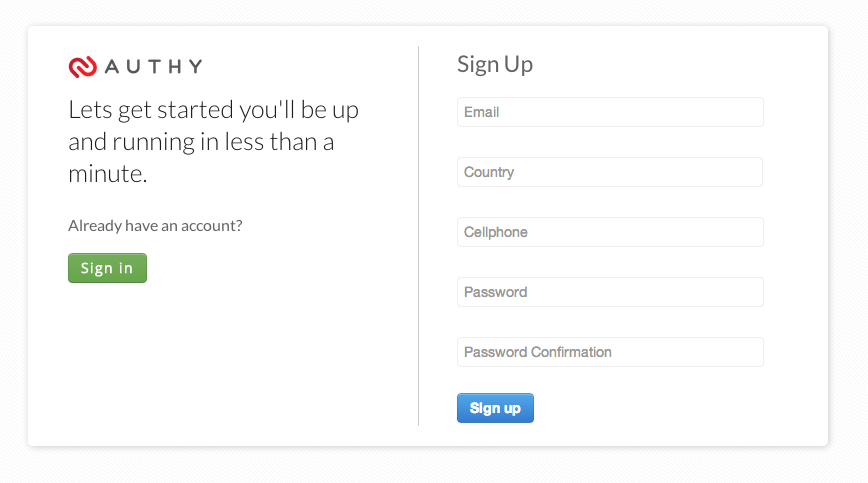 AUTHY
Lets get started you'll be up
and running in less than a
minute.
Already have an account?
Sign in
Sign Up
Email
Country
Cellphone
Password
Password Confirmation
Sign up